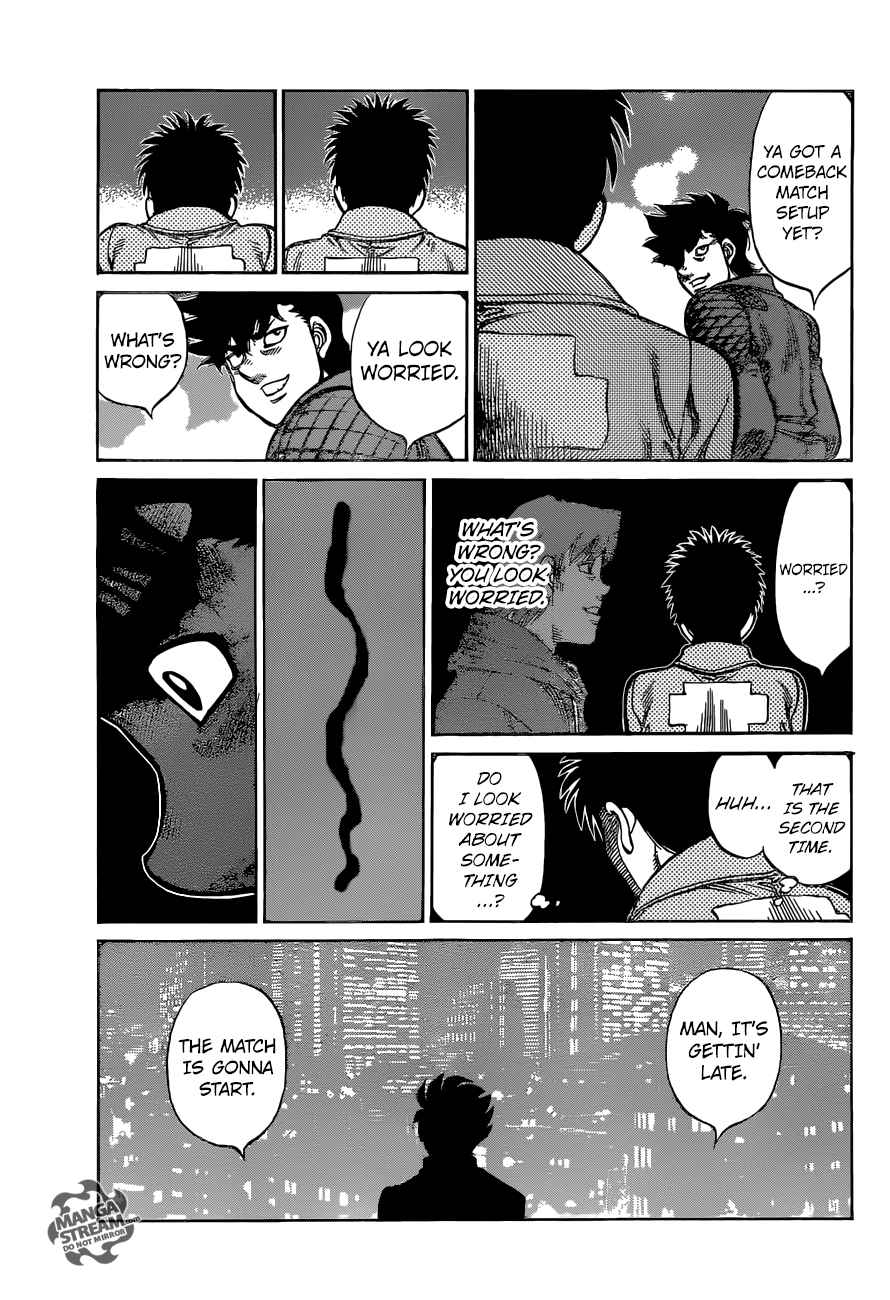 YA GOT A
COMEBACK
MATCH
SETUP
YET?
YA LOOK
WORRIED.
WHAT'S
WRONG?
WORRIED
...?
WHAT'S
WRONG?
YOU LOOK
WORRIED.
THAT
IS THE
SECOND
TIME.
HUH...
DO
I LOOK
WORRIED
ABOUT
SOME-
THING
...?
MAN, IT'S
GETTIN'
LATE.
THE MATCH
IS GONNA
START.
MANGA
STREAM.com
DO NOT MIRROR